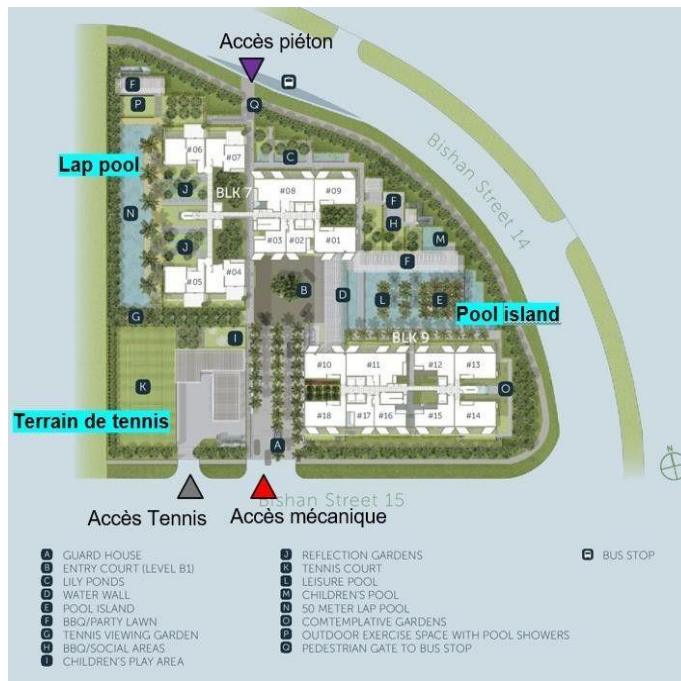 Accès piéton
Q
F
P
Lap pool
#06
#07
C
Bishan Street 14
J
BLK 7
#08
#09
F
N
H
J
#03
#02
#01
M
F
#05
#04
B
D
L
E
G
Pool island
I
BLK 9
#10
#11
#12
#13
K
O
Terrain de tennis
#18
#17
#16
#15
#14
A
N
Bishan Street 15
Accès Tennis
Accès mécanique
A GUARD HOUSE
B ENTRY COURT (LEVEL B1)
C LILY PONDS
D WATER WALL
E POOL ISLAND
F BBQ/PARTY LAWN
G TENNIS VIEWING GARDEN
H BBQ/SOCIAL AREAS
I CHILDREN'S PLAY AREA
J REFLECTION GARDENS
K TENNIS COURT
L LEISURE POOL
M CHILDREN'S POOL
N 50 METER LAP POOL
O COMTEMPLATIVE GARDENS
P OUTDOOR EXERCISE SPACE WITH POOL SHOWERS
Q PEDESTRIAN GATE TO BUS STOP
BUS STOP